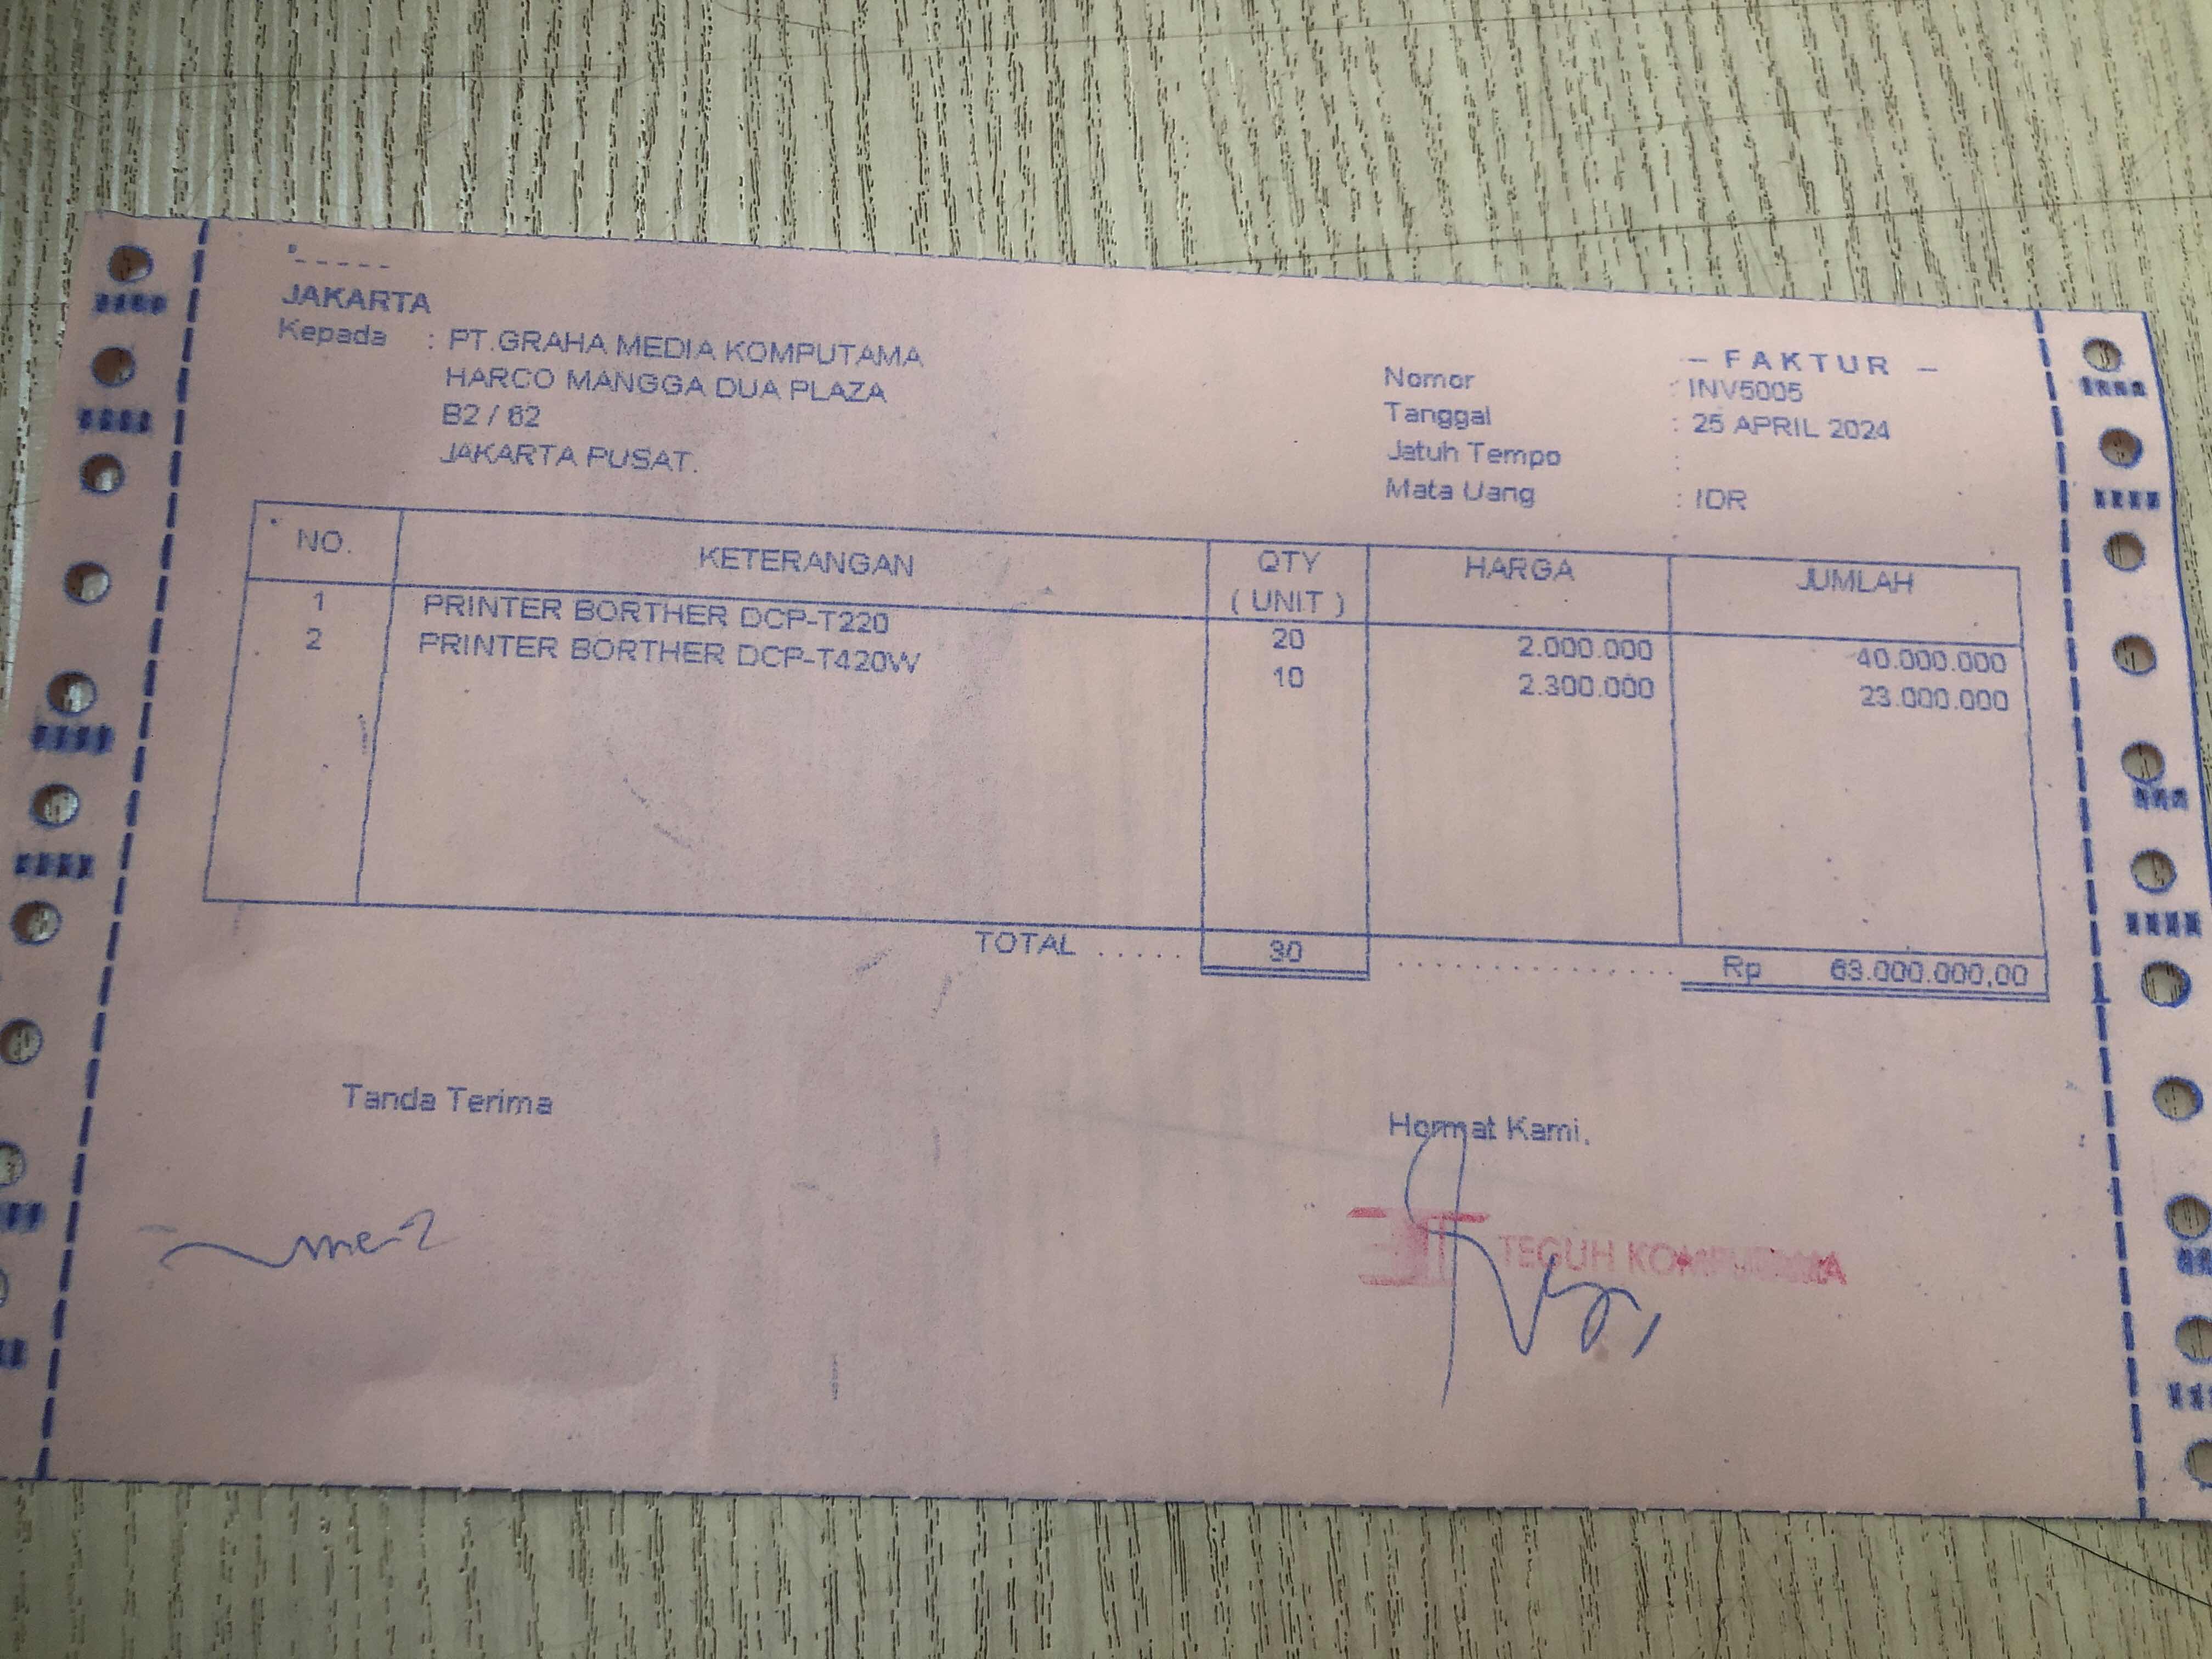 JAKARTA
Kepada : PT.GRAHA MEDIA KOMPUTAMA
HARCO MANGGA DUA PLAZA
B2 / 62
JAKARTA PUSAT.
– FAKTUR –
Nomor : INV5005
Tanggal : 25 APRIL 2024
Jatuh Tempo :
Mata Uang : IDR
NO. KETERANGAN QTY ( UNIT ) HARGA JUMLAH
1 PRINTER BORTHER DCP-T220 20 2.000.000 40.000.000
2 PRINTER BORTHER DCP-T420W 10 2.300.000 23.000.000
TOTAL ...... 30 ................ Rp 63.000.000,00
Tanda Terima
Hormat Kami,
TEGUH KOMPUTAMA